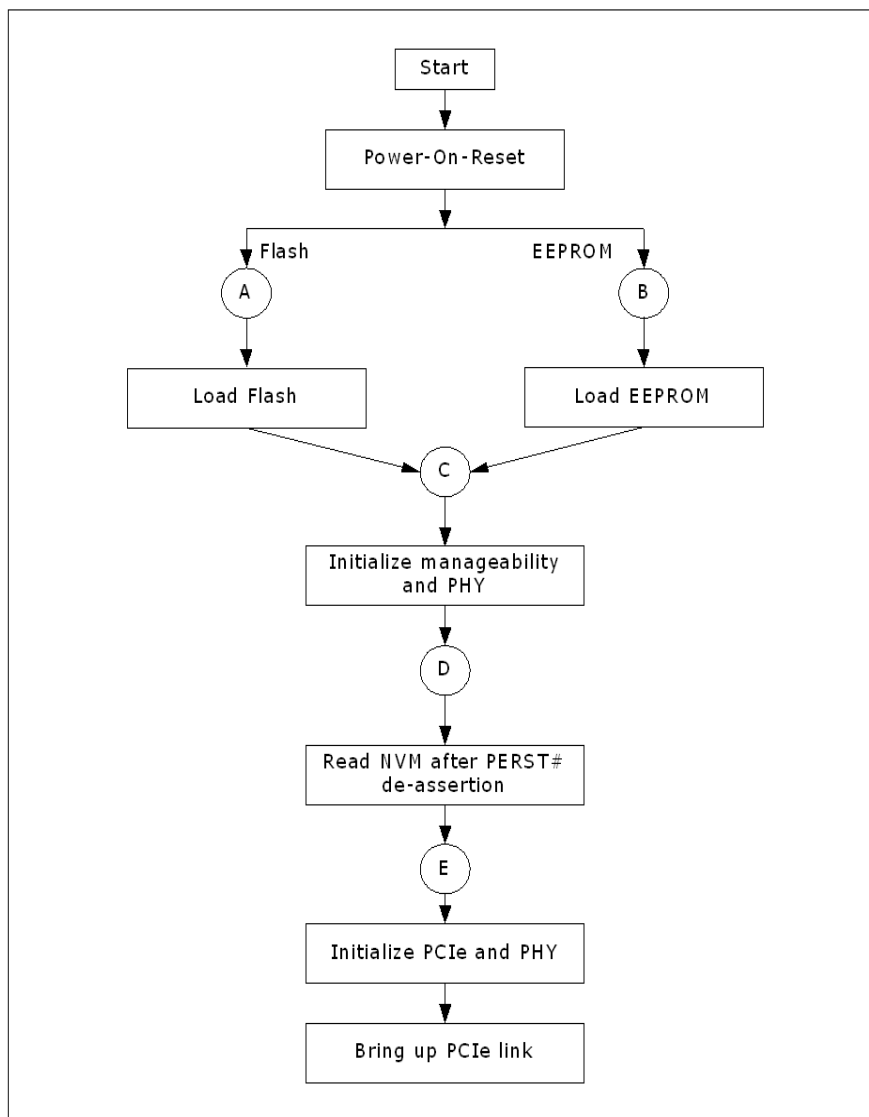 Start
Power-On-Reset
Flash
EEPROM
A
B
Load Flash
Load EEPROM
C
Initialize manageability
and PHY
D
Read NVM after PERST#
de-assertion
E
Initialize PCIe and PHY
Bring up PCIe link